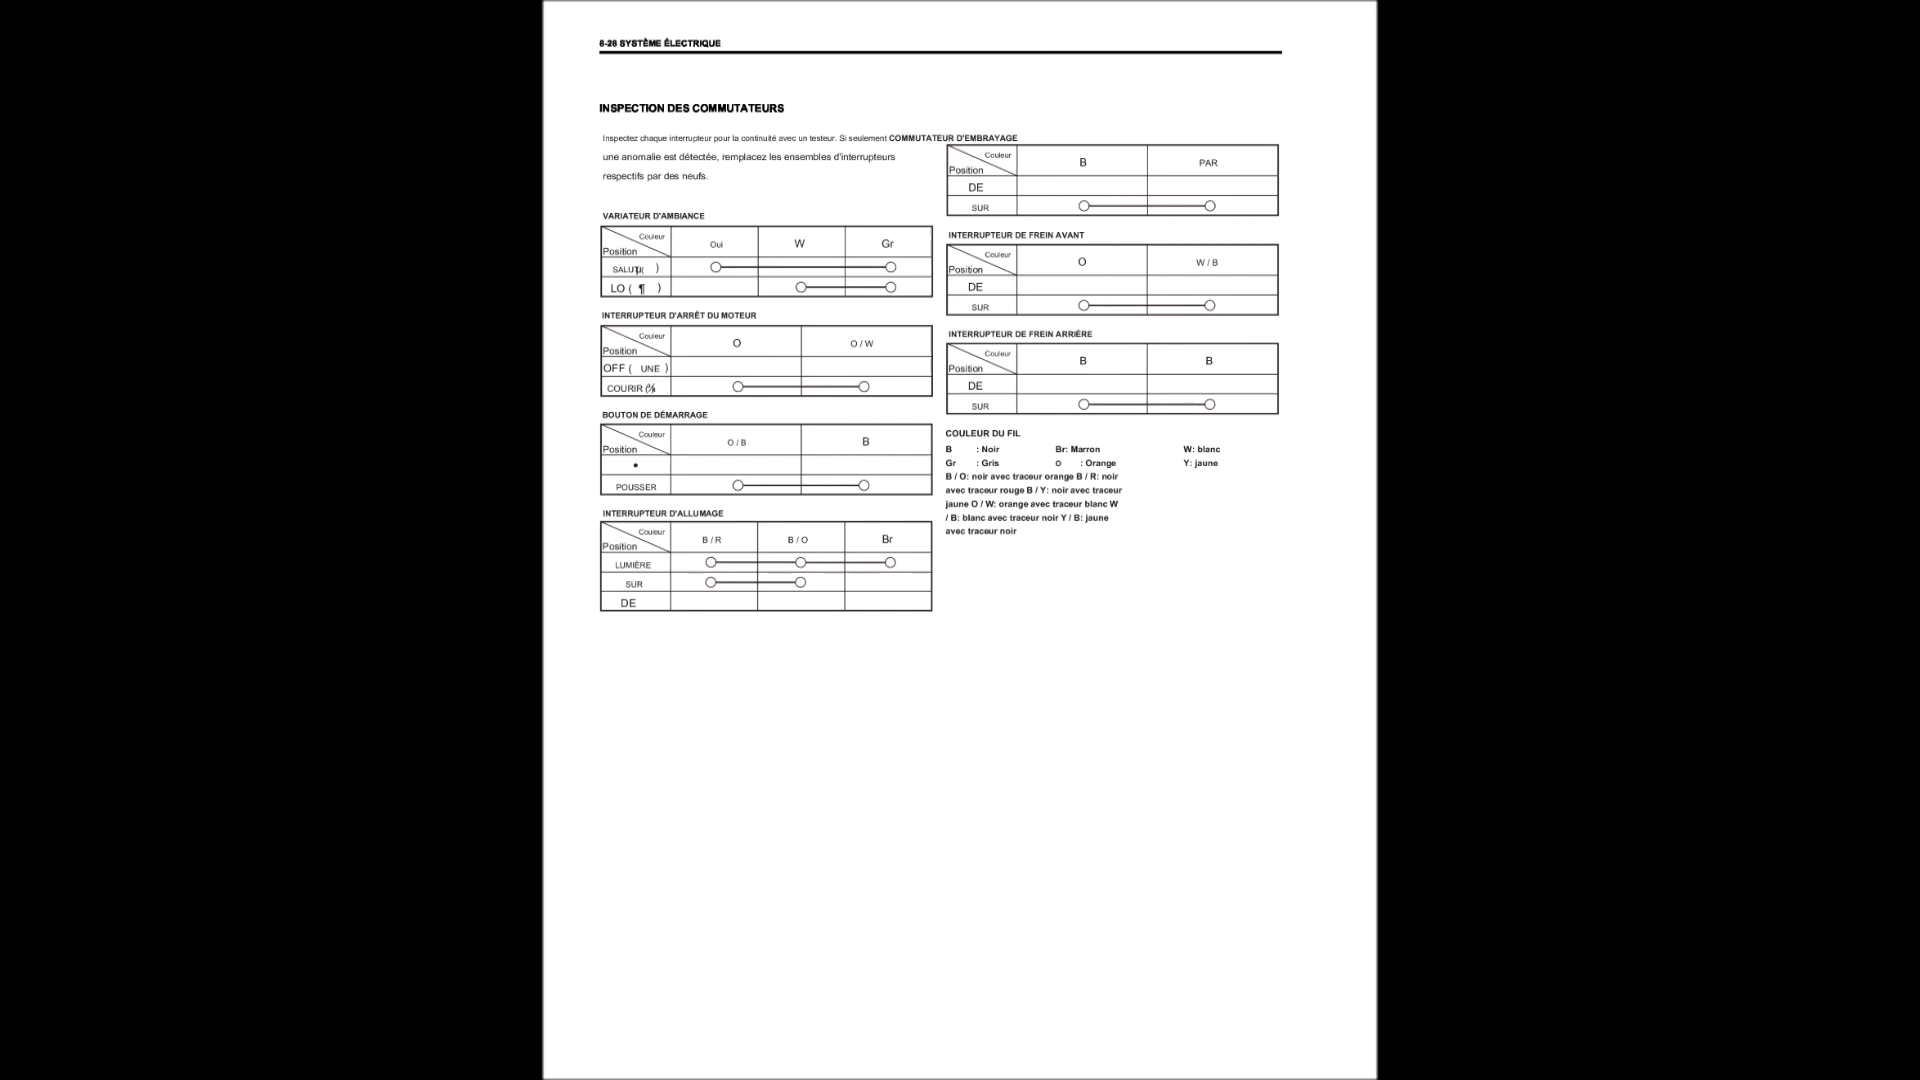 8-28 SYSTÈME ÉLECTRIQUE
INSPECTION DES COMMUTATEURS
Inspectez chaque interrupteur pour la continuité avec un testeur. Si seulement COMMUTATEUR D'EMBRAYAGE
une anomalie est détectée, remplacez les ensembles d'interrupteurs
respectifs par des neufs.
VARIATEUR D'AMBIANCE
Couleur
Position
Oui W Gr
SALUT( )
LO ( ¶ )
INTERRUPTEUR D'ARRÊT DU MOTEUR
Couleur
Position
O O / W
OFF ( UNE )
COURIR (
BOUTON DE DÉMARRAGE
Couleur
Position
O / B B
•
POUSSER
INTERRUPTEUR D'ALLUMAGE
Couleur
Position
B / R B / O Br
LUMIÈRE
SUR
DE
Couleur
Position
B PAR
DE
SUR
INTERRUPTEUR DE FREIN AVANT
Couleur
Position
O W / B
DE
SUR
INTERRUPTEUR DE FREIN ARRIÈRE
Couleur
Position
B B
DE
SUR
COULEUR DU FIL
B : Noir Br: Marron W: blanc
Gr : Gris O : Orange Y: jaune
B / O: noir avec traceur orange B / R: noir
avec traceur rouge B / Y: noir avec traceur
jaune O / W: orange avec traceur blanc W
/ B: blanc avec traceur noir Y / B: jaune
avec traceur noir